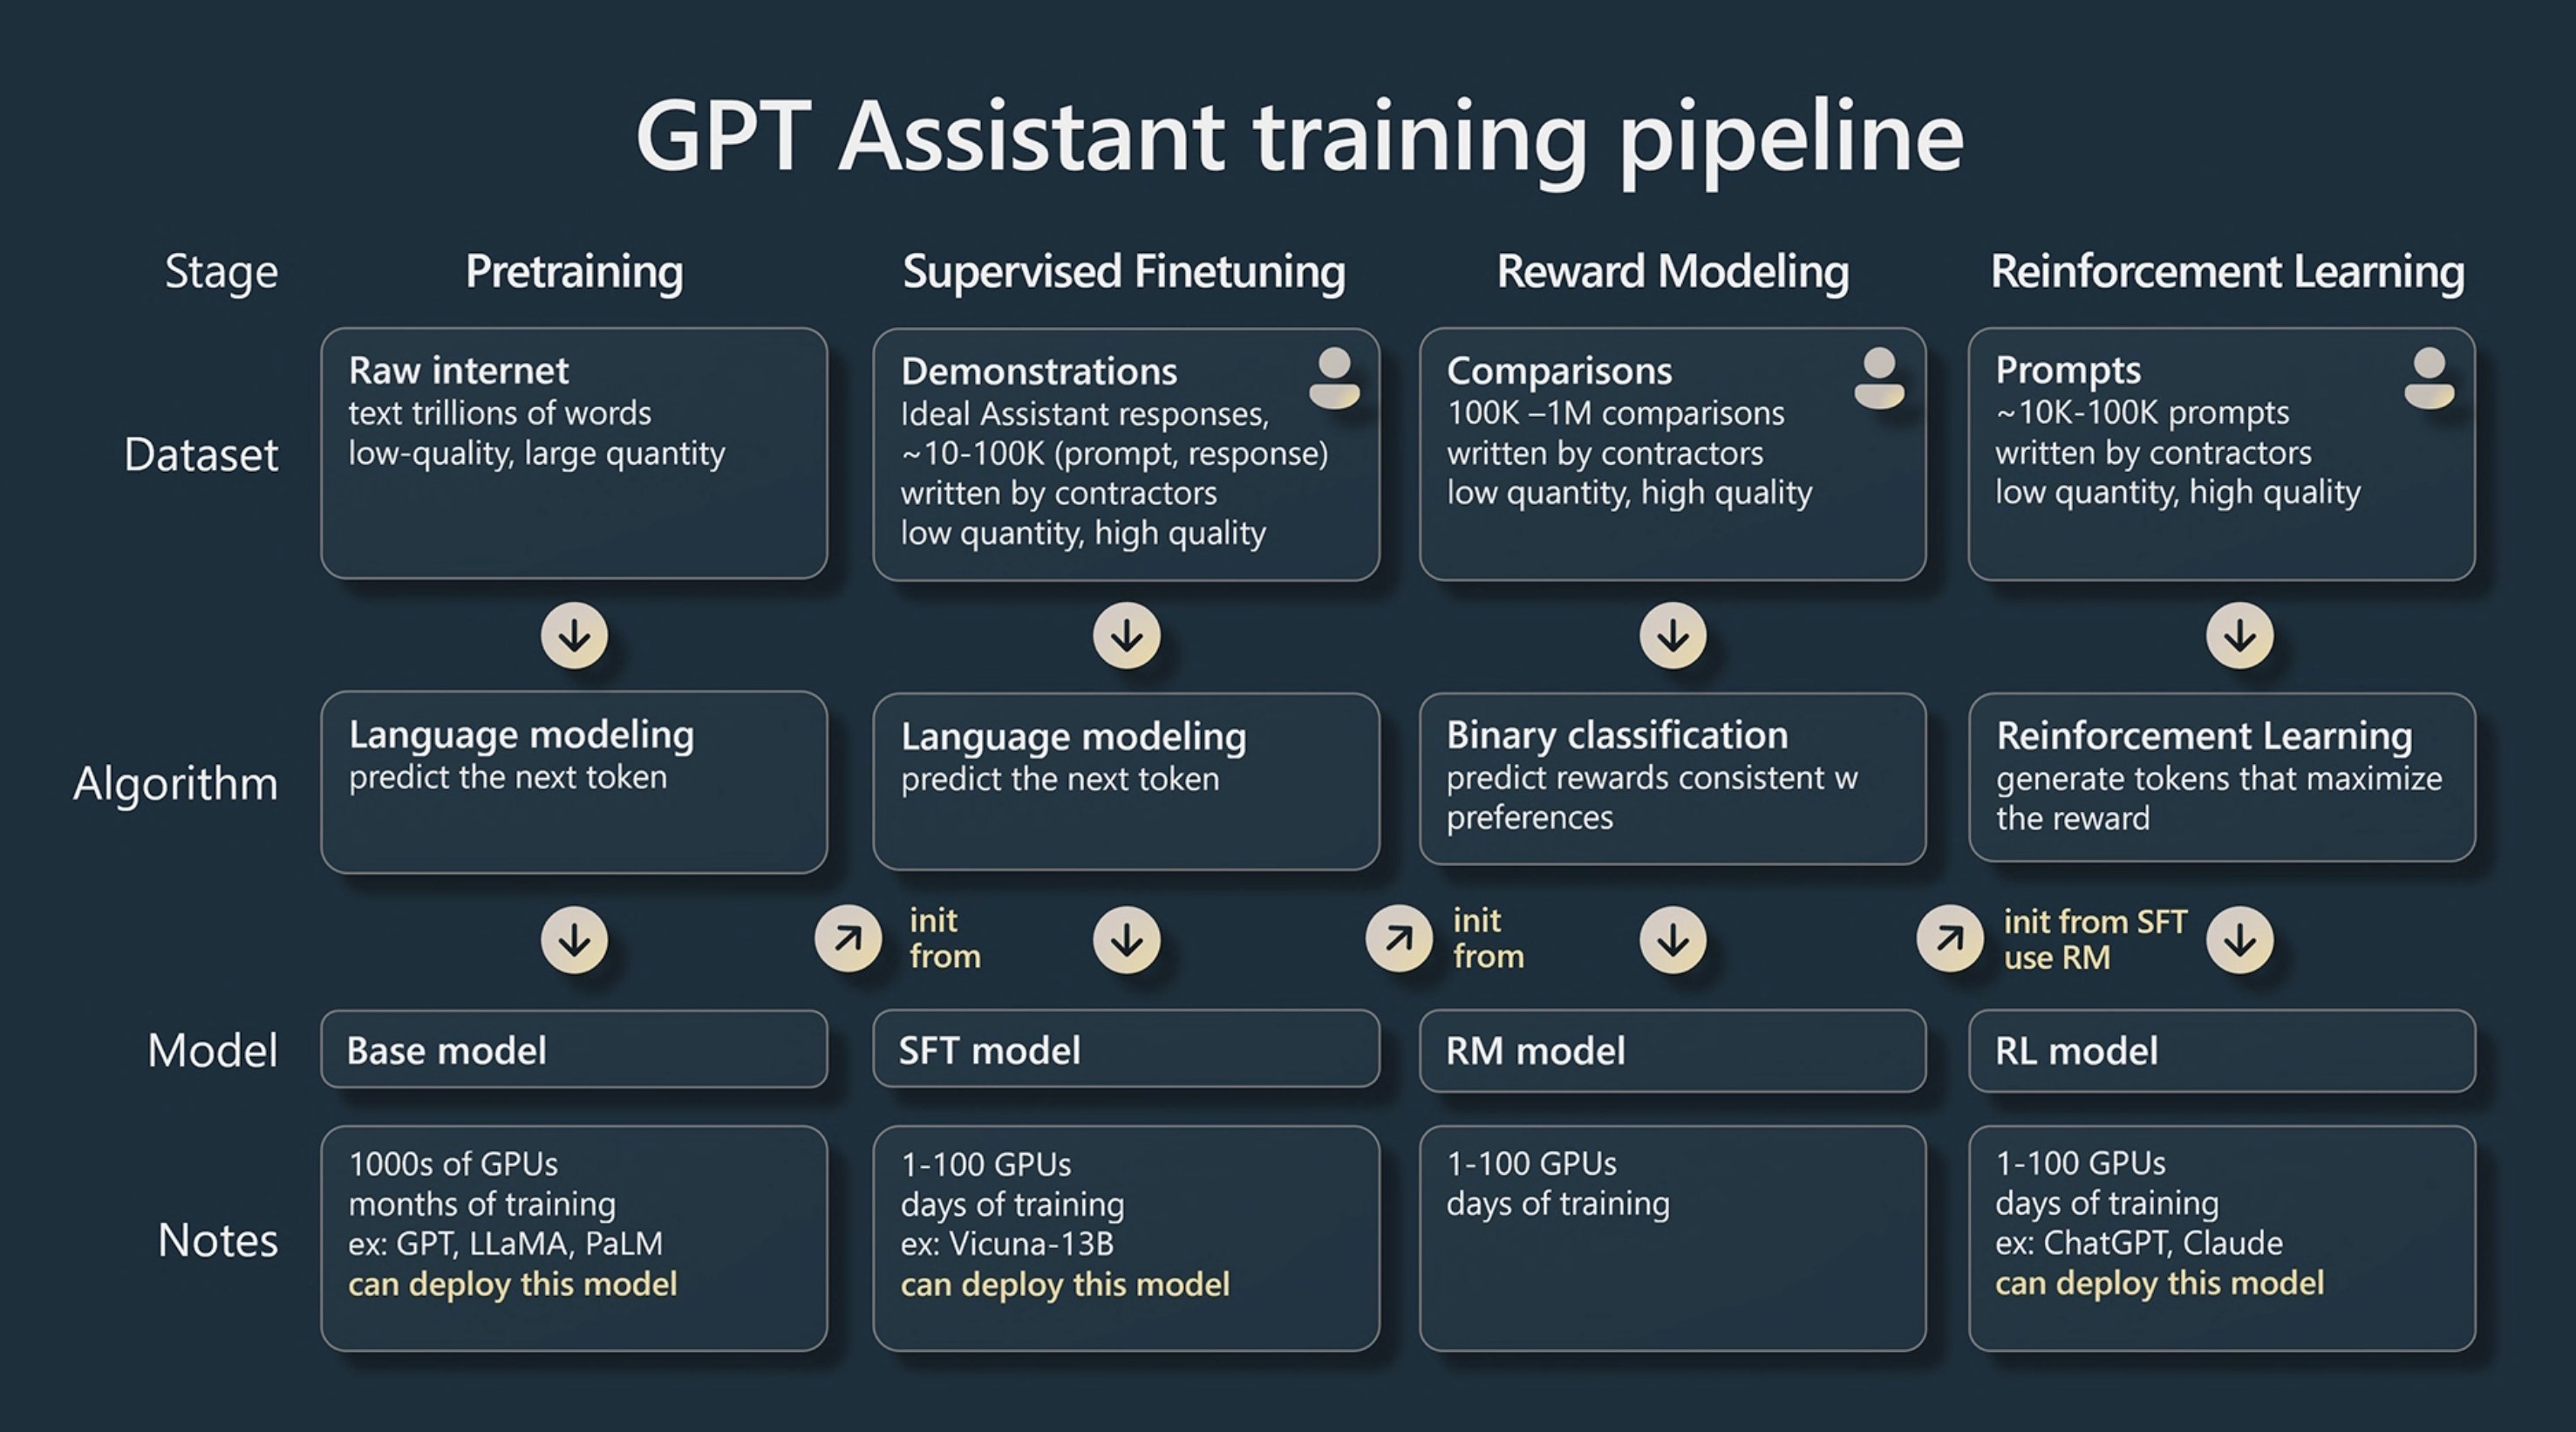 GPT Assistant training pipeline
Stage
Pretraining
Supervised Finetuning
Reward Modeling
Reinforcement Learning
Dataset
Raw internet
text trillions of words
low-quality, large quantity
Demonstrations
Ideal Assistant responses,
~10-100K (prompt, response)
written by contractors
low quantity, high quality
Comparisons
100K –1M comparisons
written by contractors
low quantity, high quality
Prompts
~10K-100K prompts
written by contractors
low quantity, high quality
Algorithm
Language modeling
predict the next token
Language modeling
predict the next token
Binary classification
predict rewards consistent w
preferences
Reinforcement Learning
generate tokens that maximize
the reward
init
from
init
from
init from SFT
use RM
Model
Base model
SFT model
RM model
RL model
Notes
1000s of GPUs
months of training
ex: GPT, LLaMA, PaLM
can deploy this model
1-100 GPUs
days of training
ex: Vicuna-13B
can deploy this model
1-100 GPUs
days of training
1-100 GPUs
days of training
ex: ChatGPT, Claude
can deploy this model